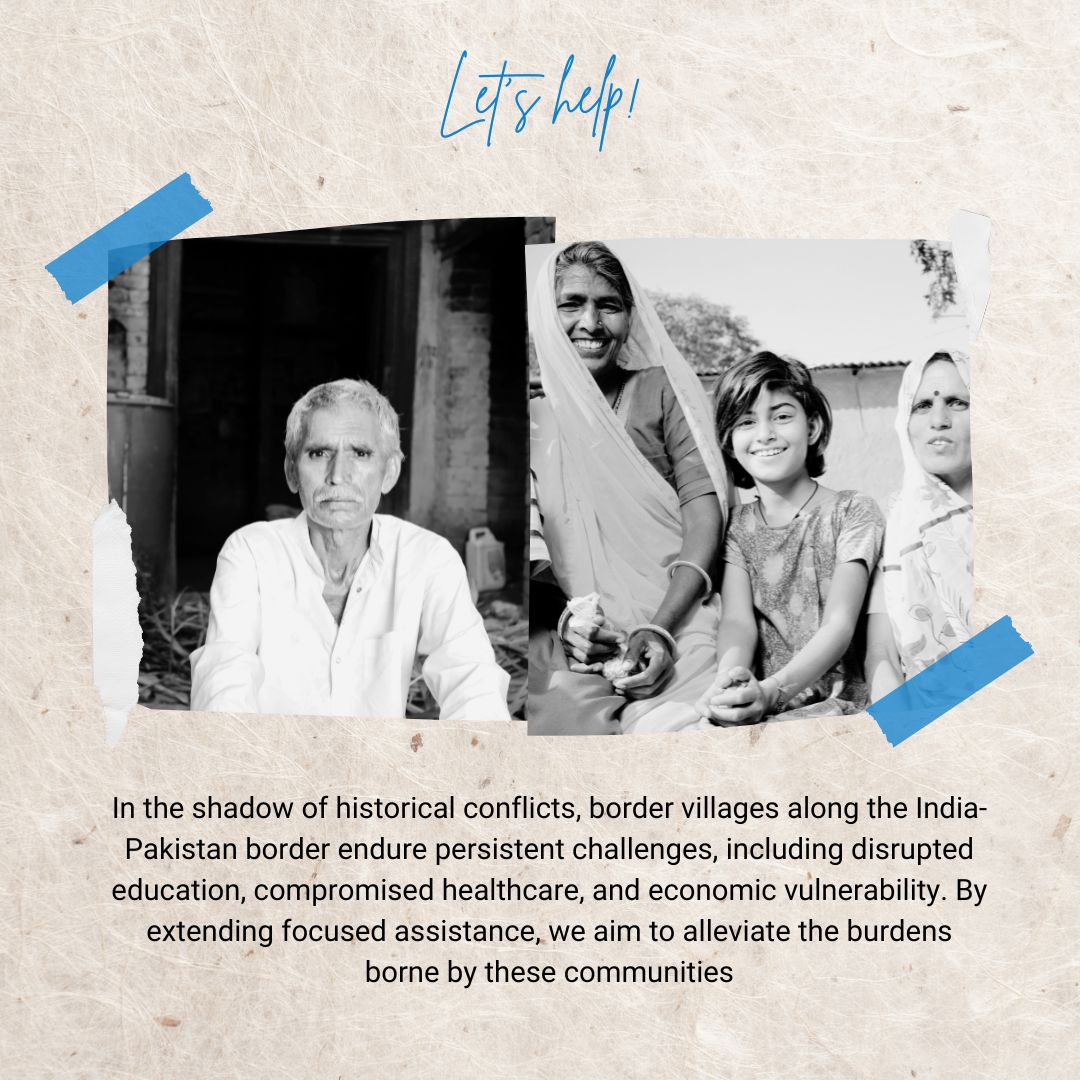 Let's help!
In the shadow of historical conflicts, border villages along the India-
Pakistan border endure persistent challenges, including disrupted
education, compromised healthcare, and economic vulnerability. By
extending focused assistance, we aim to alleviate the burdens
borne by these communities